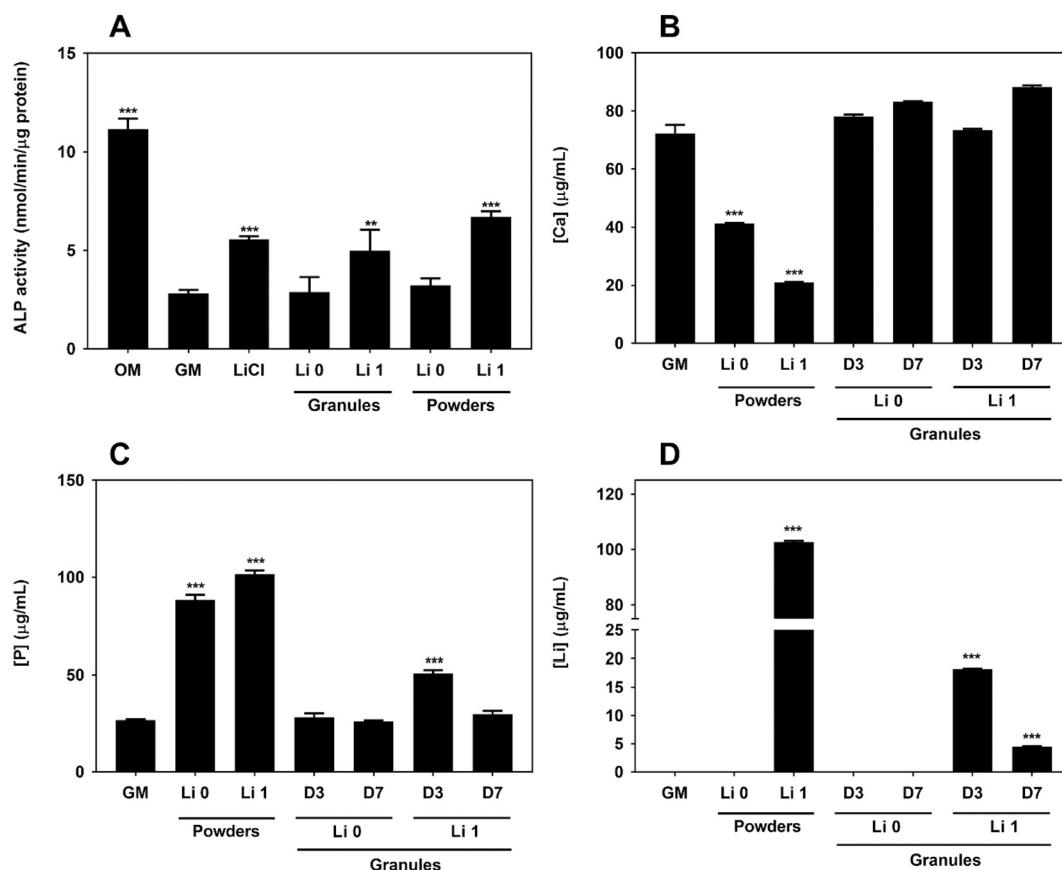 A
ALP activity (nmol/min/μg protein)
15
10
5
0
***
***
**
***
OM GM LiCl Li 0 Li 1 Li 0 Li 1
Granules Powders
B
[Ca] (μg/mL)
100
80
60
40
20
0
***
***
GM Li 0 Li 1 D3 D7 D3 D7
Powders Li 0 Li 1
Granules
C
[P] (μg/mL)
150
100
50
0
***
***
***
GM Li 0 Li 1 D3 D7 D3 D7
Powders Li 0 Li 1
Granules
D
[Li] (μg/mL)
120
100
80
25
20
15
10
5
0
***
***
***
GM Li 0 Li 1 D3 D7 D3 D7
Powders Li 0 Li 1
Granules